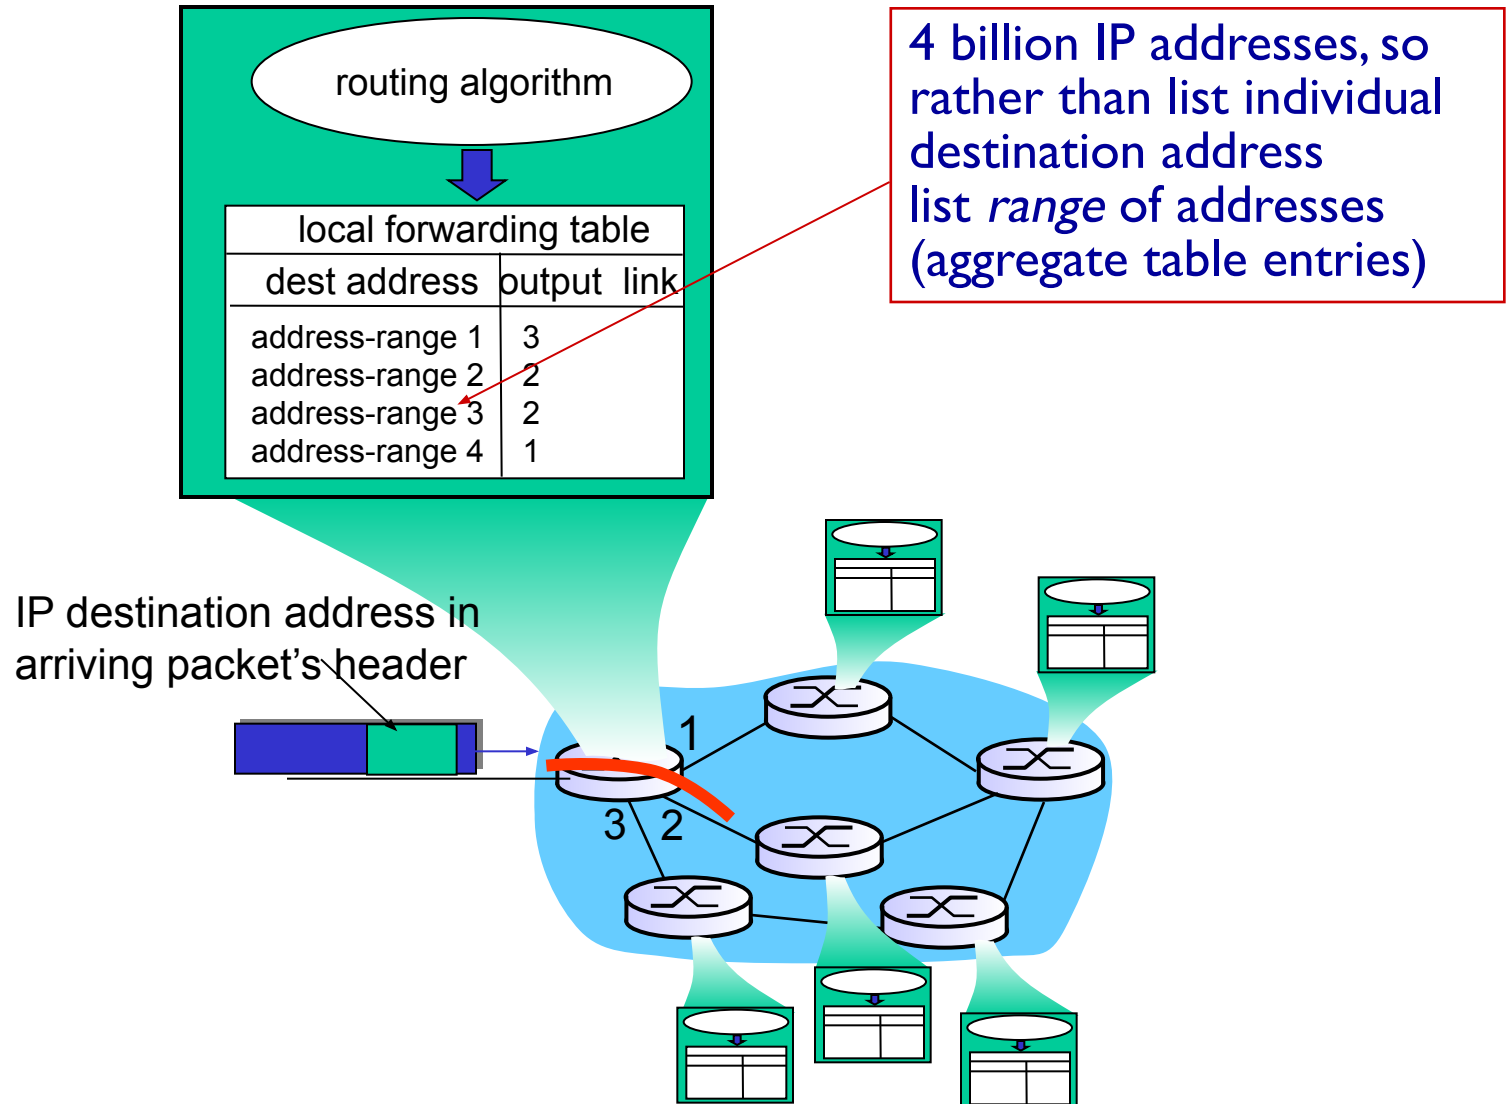 routing algorithm
local forwarding table
dest address output link
address-range 1 3
address-range 2 2
address-range 3 2
address-range 4 1
4 billion IP addresses, so
rather than list individual
destination address
list range of addresses
(aggregate table entries)
IP destination address in
arriving packet's header
1
3 2